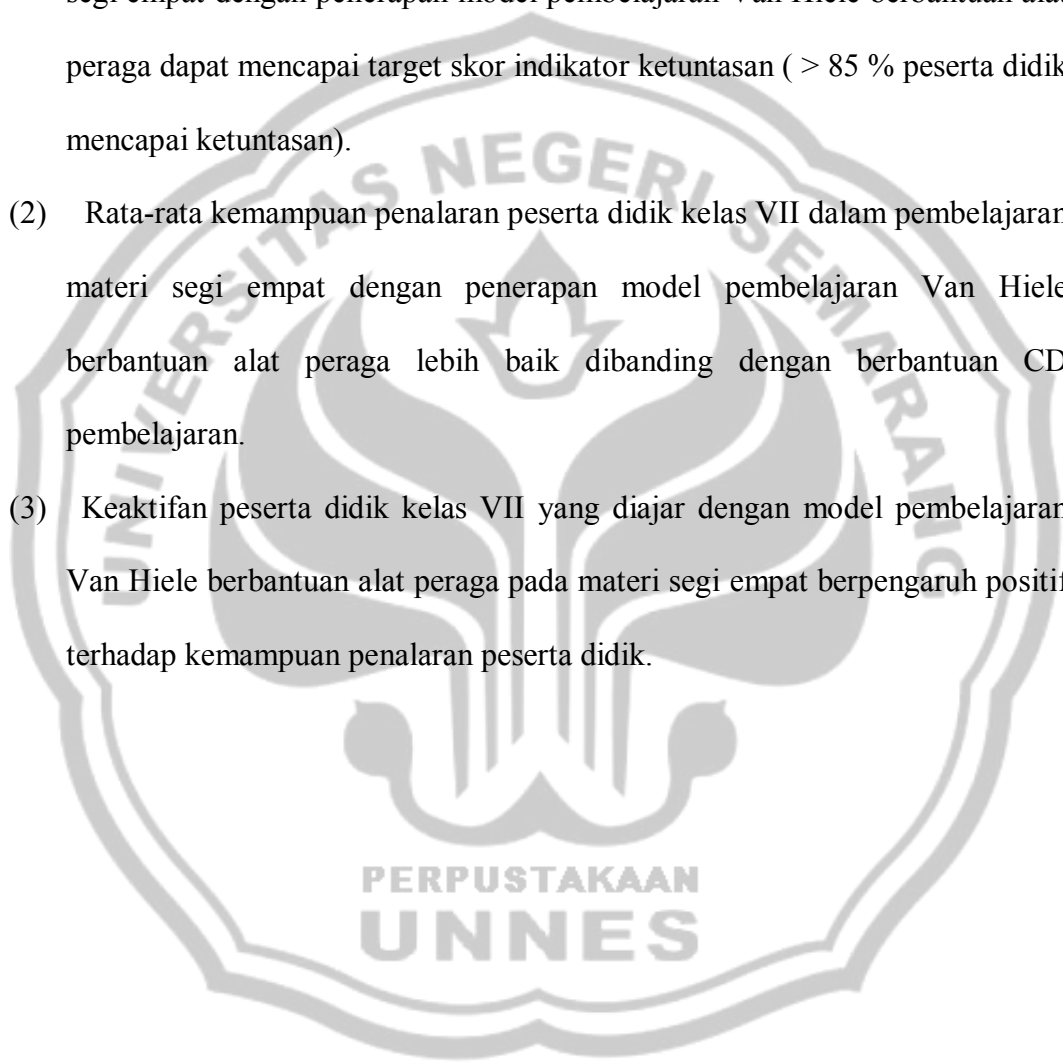 segi empat dengan penerapan model pembelajaran Van Hiele berbantuan alat
peraga dapat mencapai target skor indikator ketuntasan ( > 85 % peserta didik
mencapai ketuntasan).
(2) Rata-rata kemampuan penalaran peserta didik kelas VII dalam pembelajaran
materi segi empat dengan penerapan model pembelajaran Van Hiele
berbantuan alat peraga lebih baik dibanding dengan berbantuan CD
pembelajaran.
(3) Keaktifan peserta didik kelas VII yang diajar dengan model pembelajaran
Van Hiele berbantuan alat peraga pada materi segi empat berpengaruh positif
terhadap kemampuan penalaran peserta didik.
UNIVERSITAS NEGERI SEMARANG
PERPUSTAKAAN
UNNES